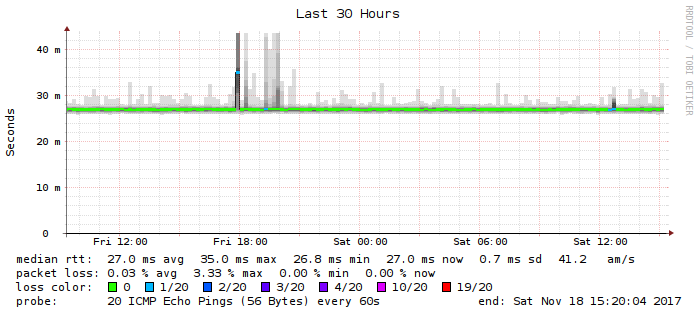 Last 30 Hours
RRDTOOL / TOBI OETIKER
Seconds
40 m
30 m
20 m
10 m
0
Fri 12:00 Fri 18:00 Sat 00:00 Sat 06:00 Sat 12:00
median rtt: 27.0 ms avg 35.0 ms max 26.8 ms min 27.0 ms now 0.7 ms sd 41.2 am/s
packet loss: 0.03 % avg 3.33 % max 0.00 % min 0.00 % now
loss color: 0 1/20 2/20 3/20 4/20 10/20 19/20
probe: 20 ICMP Echo Pings (56 Bytes) every 60s end: Sat Nov 18 15:20:04 2017